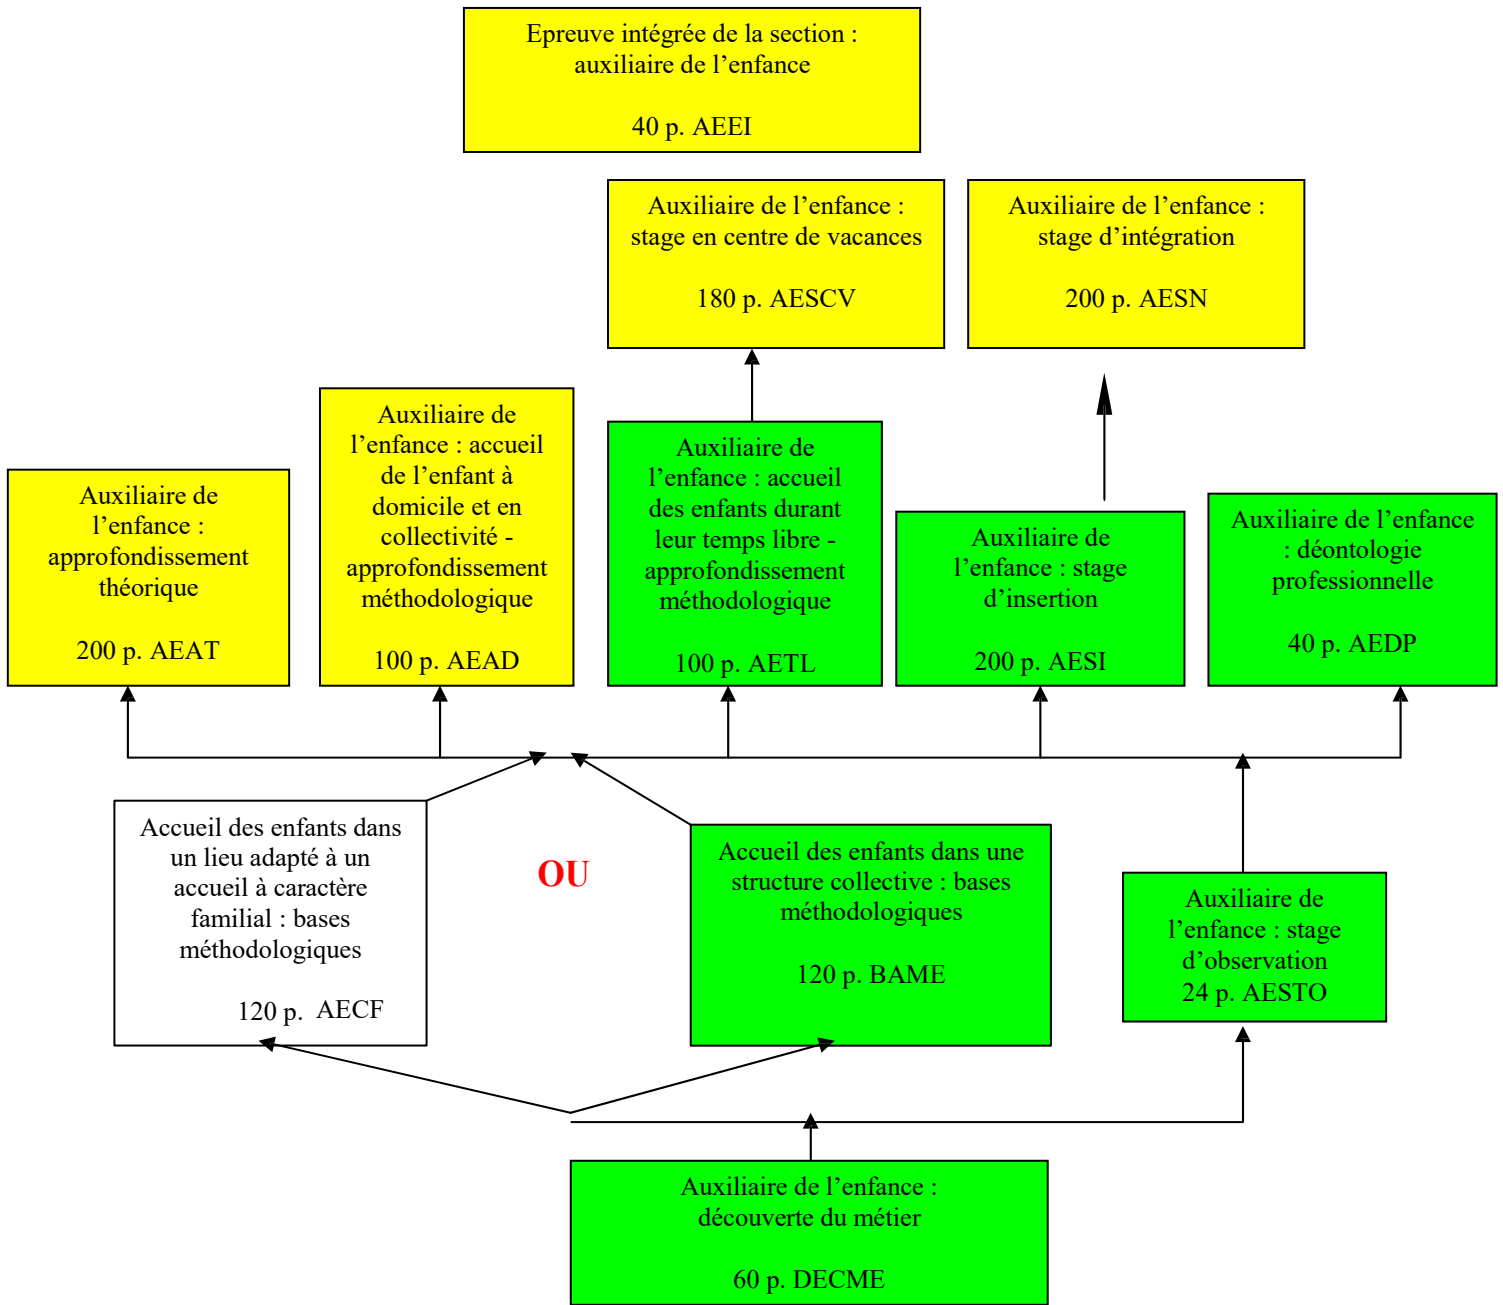 Epreuve intégrée de la section :
auxiliaire de l’enfance
40 p. AEEI
Auxiliaire de l’enfance :
stage en centre de vacances
180 p. AESCV
Auxiliaire de l’enfance :
stage d’intégration
200 p. AESN
Auxiliaire de
l’enfance :
approfondissement
théorique
200 p. AEAT
Auxiliaire de
l’enfance : accueil
de l’enfant à
domicile et en
collectivité -
approfondissement
méthodologique
100 p. AEAD
Auxiliaire de
l’enfance : accueil
des enfants durant
leur temps libre -
approfondissement
méthodologique
100 p. AETL
Auxiliaire de
l’enfance : stage
d’insertion
200 p. AESI
Auxiliaire de l’enfance
: déontologie
professionnelle
40 p. AEDP
Accueil des enfants dans
un lieu adapté à un
accueil à caractère
familial : bases
méthodologiques
120 p. AECF
OU
Accueil des enfants dans une
structure collective : bases
méthodologiques
120 p. BAME
Auxiliaire de
l’enfance : stage
d’observation
24 p. AESTO
Auxiliaire de l’enfance :
découverte du métier
60 p. DECME